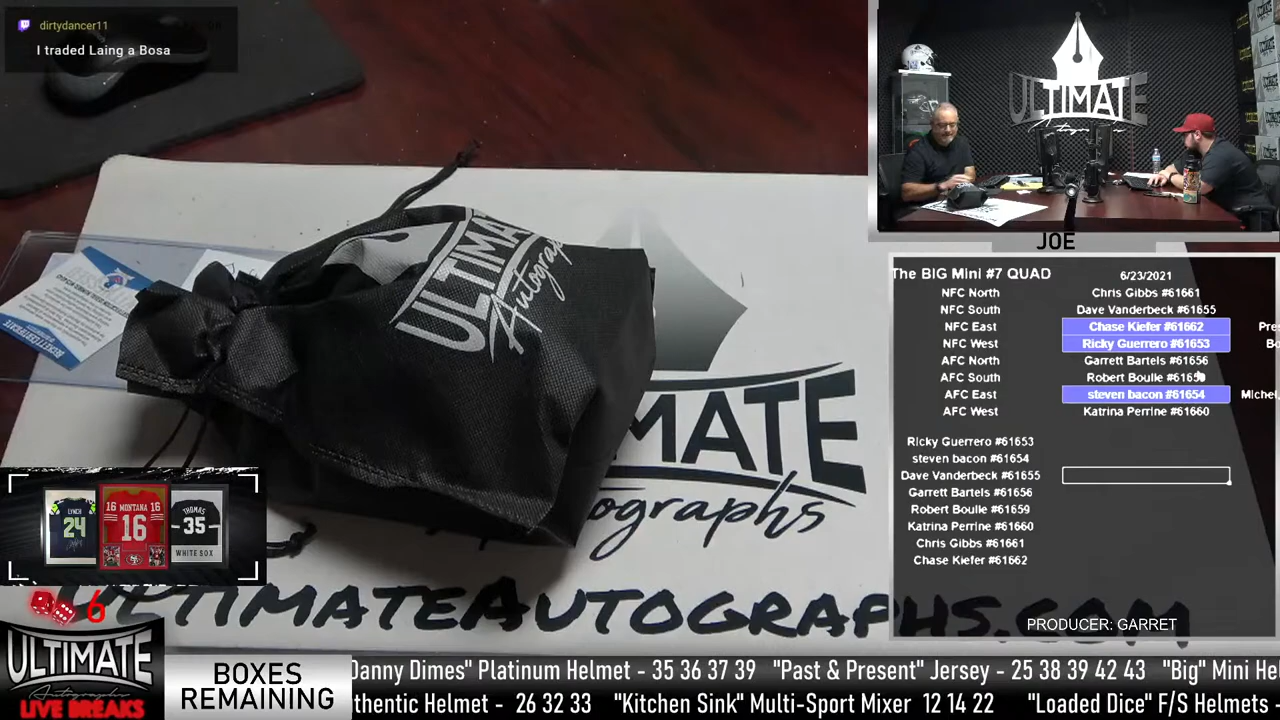 dirtydancer11
I traded Laing a Bosa
ULTIMATE
Autographs
JOE
The BIG Mini #7 QUAD 6/23/2021
NFC North Chris Gibbs #61661
NFC South Dave Vanderbeck #61655
NFC East Chase Kiefer #61662
NFC West Ricky Guerrero #61653
AFC North Garrett Bartels #61656
AFC South Robert Boulle
AFC East steven bacon #61654 Michel,
AFC West Katrina Perrine #61660
Ricky Guerrero #61653
steven bacon #61654
Dave Vanderbeck #61655
Garrett Bartels #61656
Robert Boulle #61659
Katrina Perrine #61660
Chris Gibbs #61661
Chase Kiefer #61662
PRODUCER: GARRET
ULTIMATE
Autographs
MATE
ographs
ULTIMATEAUTOGRAPHS.COM
LYNCH
24
16 MONTANA 16
16
THOMAS
35
WHITE SOX
6
ULTIMATE
Autographs
LIVE BREAKS
BOXES
REMAINING
Danny Dimes" Platinum Helmet - 35 36 37 39 "Past & Present" Jersey - 25 38 39 42 43 "Big" Mini He
thentic Helmet - 26 32 33 "Kitchen Sink" Multi-Sport Mixer 12 14 22 "Loaded Dice" F/S Helmets -